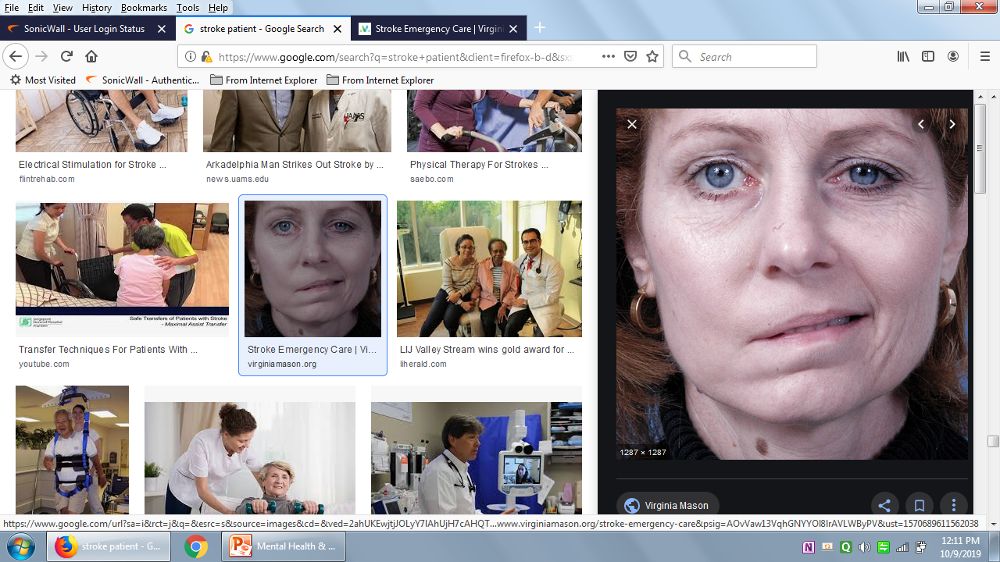 File Edit View History Bookmarks Tools Help
SonicWall - User Login Status
stroke patient - Google Search
Stroke Emergency Care | Virgini
https://www.google.com/search?q=stroke+patient&client=firefox-b-d&sxs
Search
Most Visited
SonicWall - Authentic...
From Internet Explorer
From Internet Explorer
Electrical Stimulation for Stroke ...
flintrehab.com
Arkadelphia Man Strikes Out Stroke by ...
news.uams.edu
Physical Therapy For Strokes ...
saebo.com
Singapore
General Hospital
Safe Transfers of Patients with Stroke
- Maximal Assist Transfer
Transfer Techniques For Patients With ...
youtube.com
Stroke Emergency Care | Vi...
virginiamason.org
LIJ Valley Stream wins gold award for ...
liherald.com
1287 × 1287
Virginia Mason
https://www.google.com/url?sa=i&rct=j&q=&esrc=s&source=images&cd=&ved=2ahUKEwjtjJOLyY7lAhUjH7cAHQT...www.virginiamason.org/stroke-emergency-care&psig=AOvVaw13VqhGNYYOl8IrAVLWByPV&ust=1570689611562038
stroke patient - G...
Mental Health & ...
12:11 PM
10/9/2019